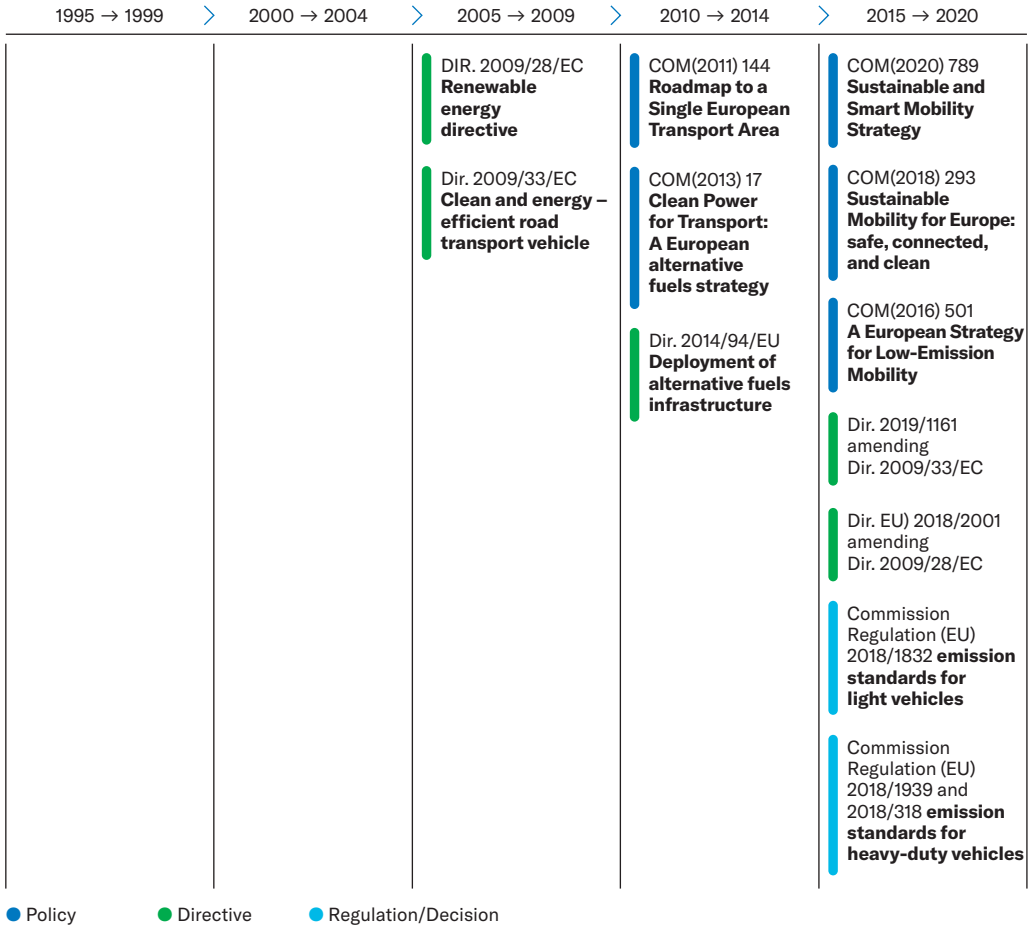 1995 → 1999
2000 → 2004
2005 → 2009
2010 → 2014
2015 → 2020
DIR. 2009/28/EC
Renewable
energy
directive
Dir. 2009/33/EC
Clean and energy –
efficient road
transport vehicle
COM(2011) 144
Roadmap to a
Single European
Transport Area
COM(2013) 17
Clean Power
for Transport:
A European
alternative
fuels strategy
Dir. 2014/94/EU
Deployment of
alternative fuels
infrastructure
COM(2020) 789
Sustainable and
Smart Mobility
Strategy
COM(2018) 293
Sustainable
Mobility for Europe:
safe, connected,
and clean
COM(2016) 501
A European Strategy
for Low-Emission
Mobility
Dir. 2019/1161
amending
Dir. 2009/33/EC
Dir. EU) 2018/2001
amending
Dir. 2009/28/EC
Commission
Regulation (EU)
2018/1832 emission
standards for
light vehicles
Commission
Regulation (EU)
2018/1939 and
2018/318 emission
standards for
heavy-duty vehicles
Policy
Directive
Regulation/Decision